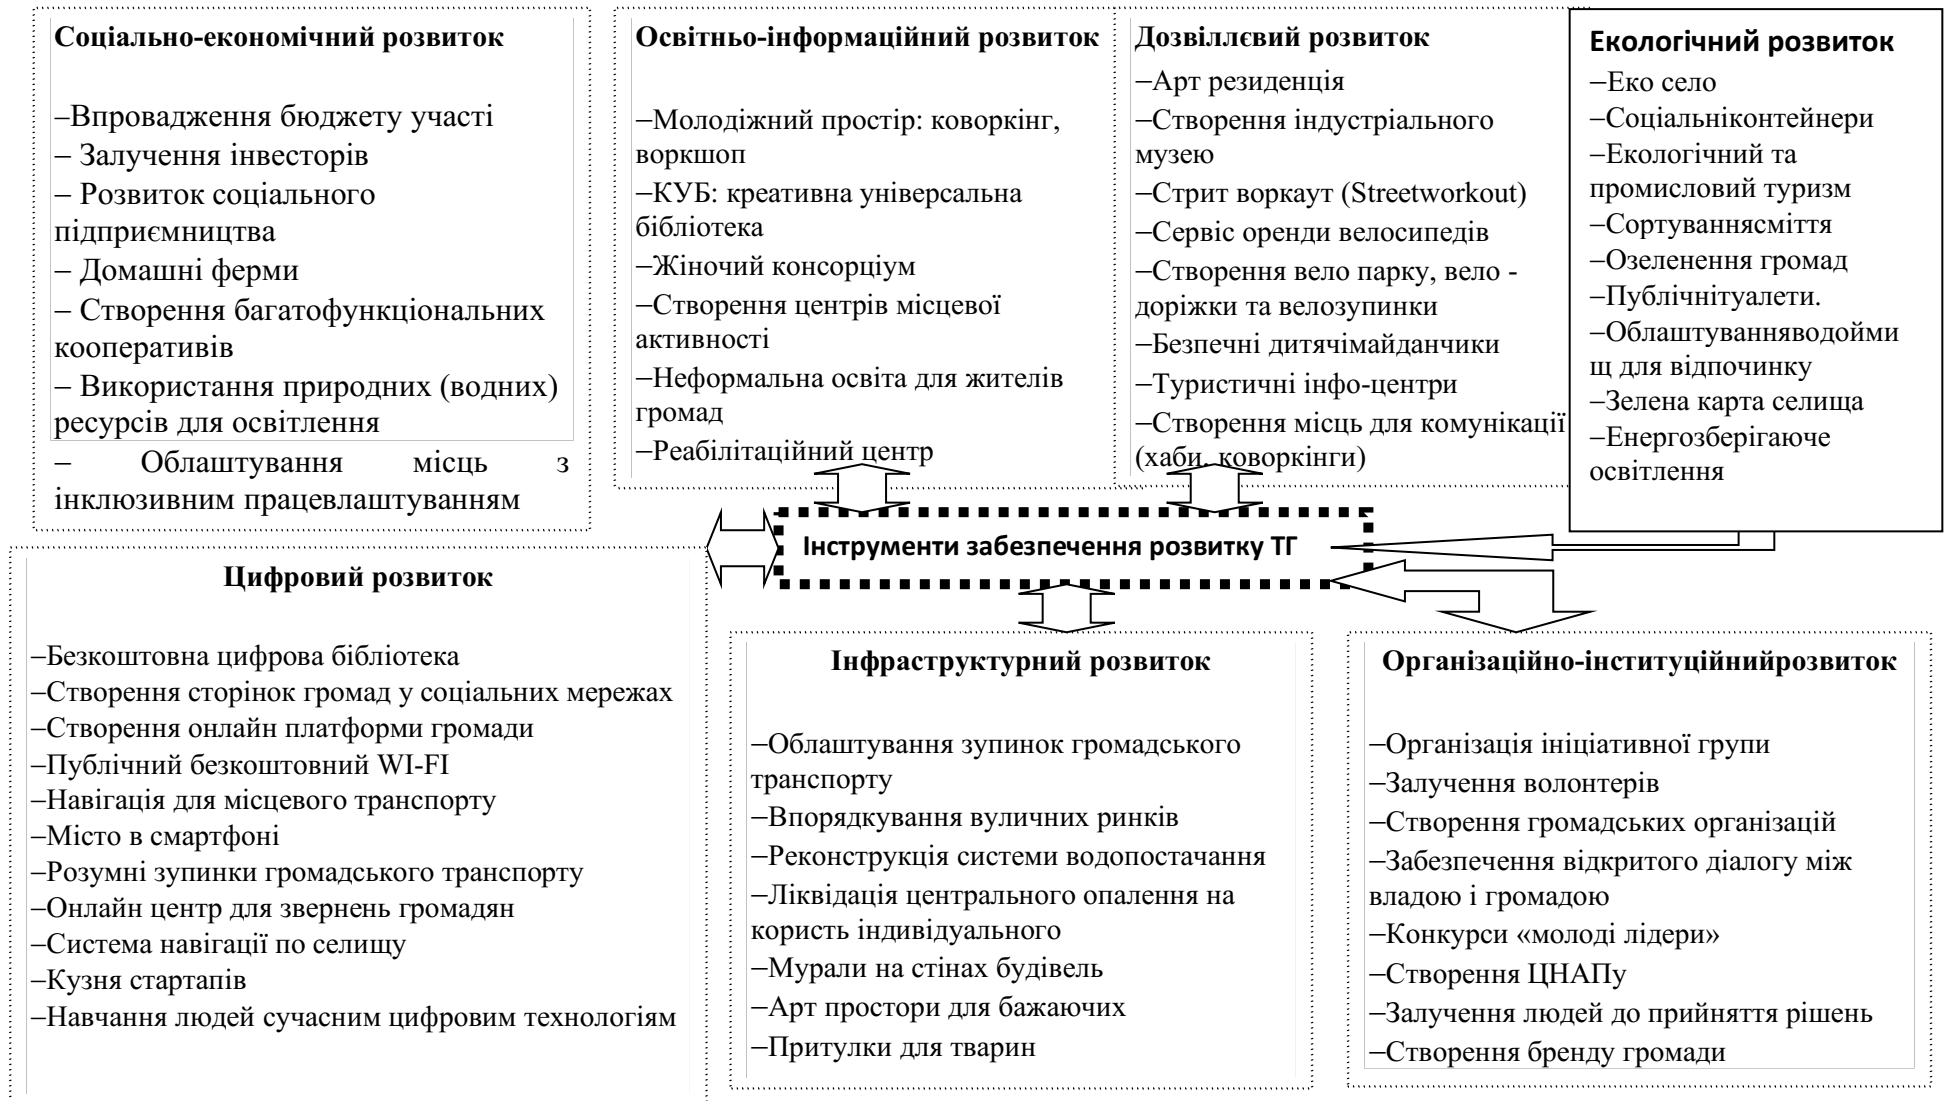 Соціально-економічний розвиток
–Впровадження бюджету участі
– Залучення інвесторів
– Розвиток соціального
підприємництва
– Домашні ферми
– Створення багатофункціональних
кооперативів
– Використання природних (водних)
ресурсів для освітлення
– Облаштування місць з
інклюзивним працевлаштуванням
Освітньо-інформаційний розвиток
–Молодіжний простір: коворкінг,
воркшоп
–КУБ: креативна універсальна
бібліотека
–Жіночий консорціум
–Створення центрів місцевої
активності
–Неформальна освіта для жителів
громад
–Реабілітаційний центр
Дозвіллєвий розвиток
–Арт резиденція
–Створення індустріального
музею
–Стрит воркаут (Streetworkout)
–Сервіс оренди велосипедів
–Створення вело парку, вело -
доріжки та велозупинки
–Безпечні дитячімайданчики
–Туристичні інфо-центри
–Створення місць для комунікації
(хаби, коворкінги)
Екологічний розвиток
–Еко село
–Соціальніконтейнери
–Екологічний та
промисловий туризм
–Сортуваннясміття
–Озеленення громад
–Публічнітуалети.
–Облаштуванняводойми
щ для відпочинку
–Зелена карта селища
–Енергозберігаюче
освітлення
Інструменти забезпечення розвитку ТГ
Цифровий розвиток
–Безкоштовна цифрова бібліотека
–Створення сторінок громад у соціальних мережах
–Створення онлайн платформи громади
–Публічний безкоштовний WI-FI
–Навігація для місцевого транспорту
–Місто в смартфоні
–Розумні зупинки громадського транспорту
–Онлайн центр для звернень громадян
–Система навігації по селищу
–Кузня стартапів
–Навчання людей сучасним цифровим технологіям
Інфраструктурний розвиток
–Облаштування зупинок громадського
транспорту
–Впорядкування вуличних ринків
–Реконструкція системи водопостачання
–Ліквідація центрального опалення на
користь індивідуального
–Мурали на стінах будівель
–Арт простори для бажаючих
–Притулки для тварин
Організаційно-інституційнийрозвиток
–Організація ініціативної групи
–Залучення волонтерів
–Створення громадських організацій
–Забезпечення відкритого діалогу між
владою і громадою
–Конкурси «молоді лідери»
–Створення ЦНАПу
–Залучення людей до прийняття рішень
–Створення бренду громади